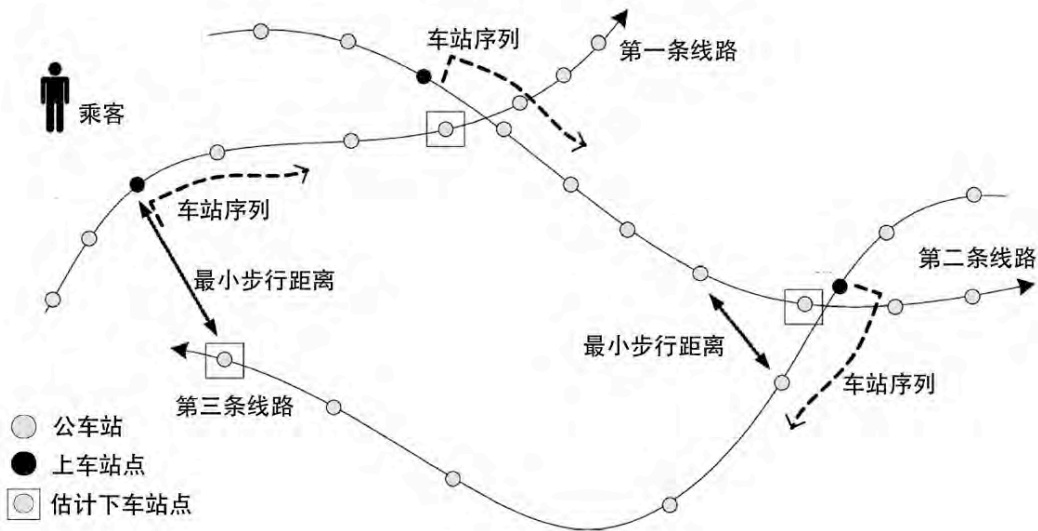 车站序列
第一条线路
乘客
车站序列
最小步行距离
第二条线路
最小步行距离
车站序列
第三条线路
公车站
上车站点
估计下车站点